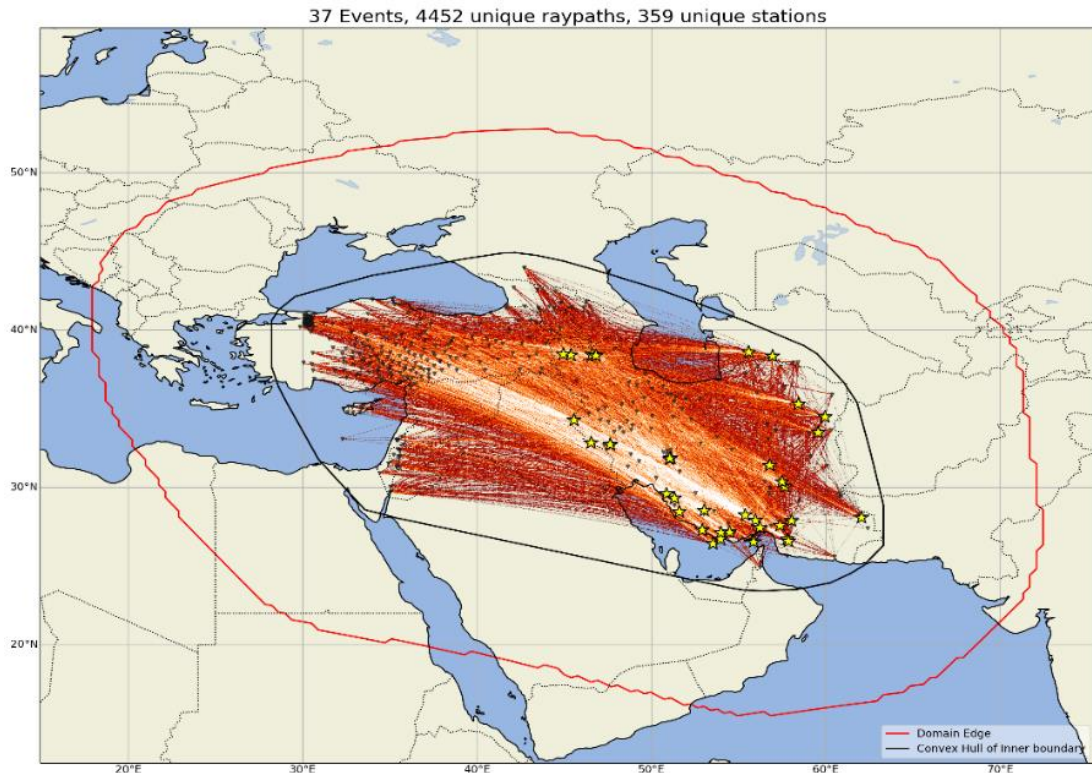 37 Events, 4452 unique raypaths, 359 unique stations
50°N
40°N
30°N
20°N
20°E
30°E
40°E
50°E
60°E
70°E
Domain Edge
Convex Hull of Inner boundary